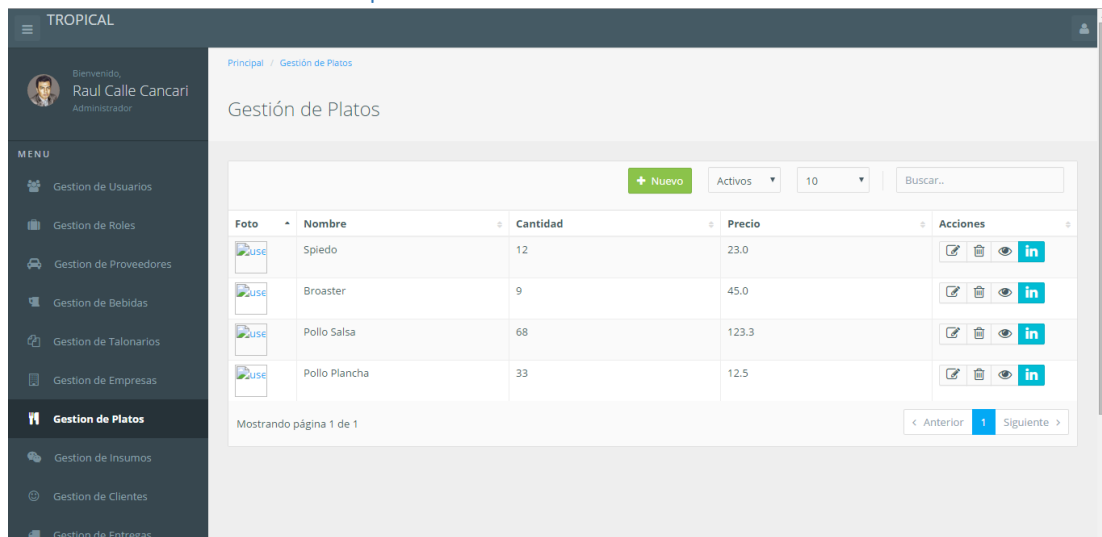 TROPICAL
Bienvenido,
Raul Calle Cancari
Administrador
MENU
Gestion de Usuarios
Gestion de Roles
Gestion de Proveedores
Gestion de Bebidas
Gestion de Talonarios
Gestion de Empresas
Gestion de Platos
Gestion de Insumos
Gestion de Clientes
Gestion de Entregas
Principal / Gestión de Platos
Gestión de Platos
+ Nuevo Activos 10 Buscar..
Foto Nombre Cantidad Precio Acciones
use Spiedo 12 23.0 in
use Broaster 9 45.0 in
use Pollo Salsa 68 123.3 in
use Pollo Plancha 33 12.5 in
Mostrando página 1 de 1
< Anterior 1 Siguiente >